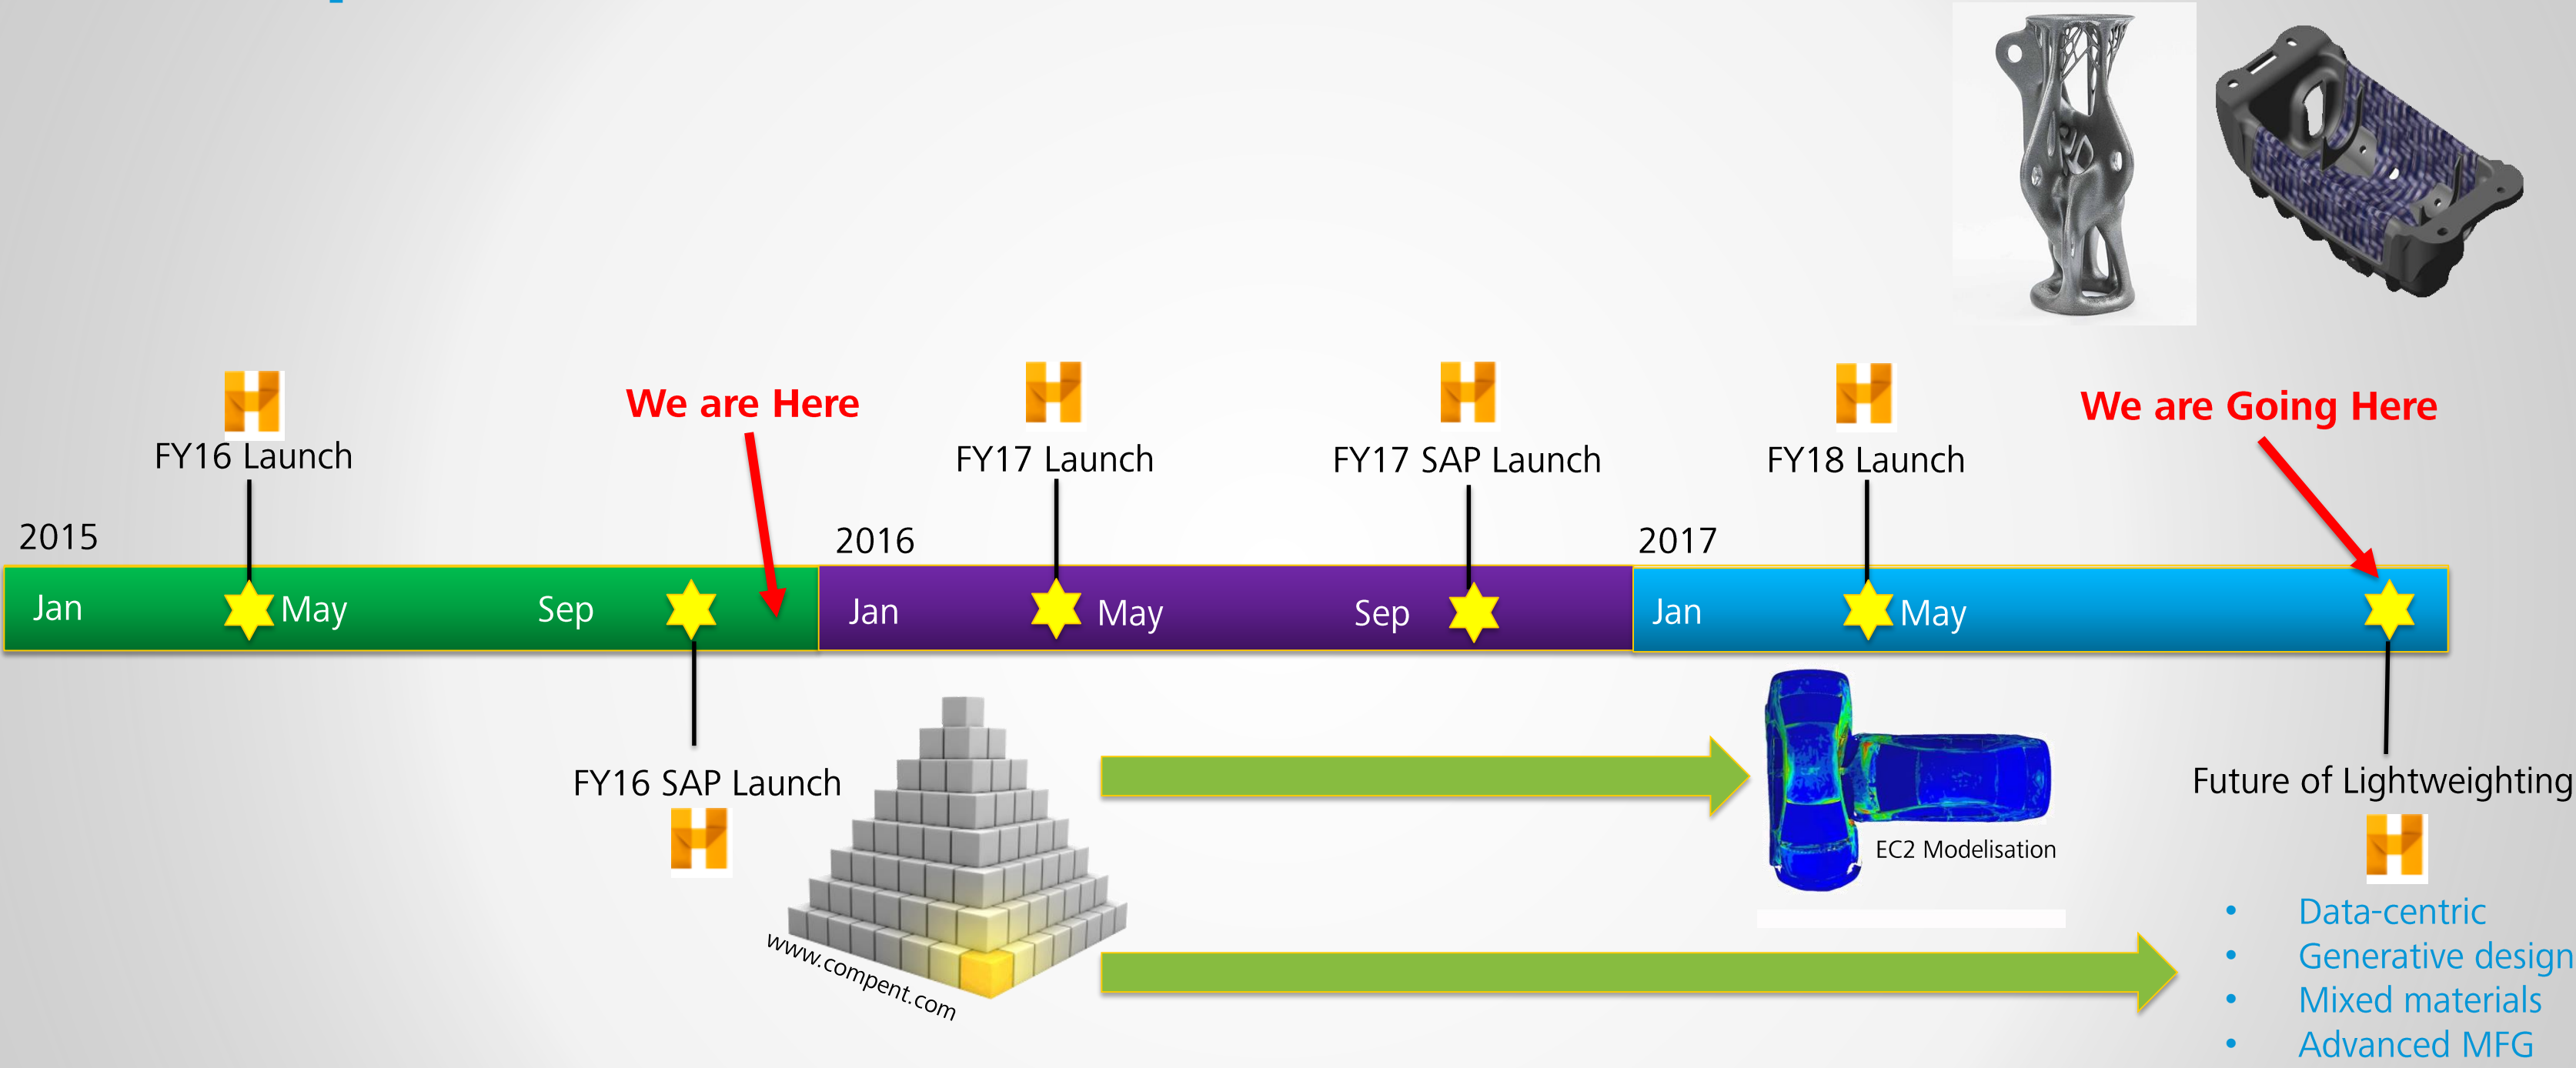 FY16 Launch
We are Here
FY17 Launch
FY17 SAP Launch
FY18 Launch
We are Going Here
2015
2016
2017
Jan
May
Sep
Jan
May
Sep
Jan
May
FY16 SAP Launch
www.compent.com
EC2 Modelisation
Future of Lightweighting
• Data-centric
• Generative design
• Mixed materials
• Advanced MFG